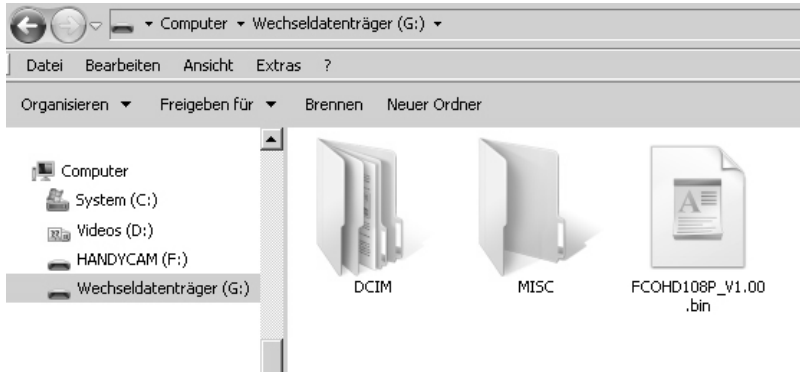 Computer ▾ Wechseldatenträger (G:) ▾
Datei Bearbeiten Ansicht Extras ?
Organisieren ▼ Freigeben für ▼ Brennen Neuer Ordner
Computer
System (C:)
Videos (D:)
HANDYCAM (F:)
Wechseldatenträger (G:)
DCIM
MISC
FCOHD108P_V1.00
.bin